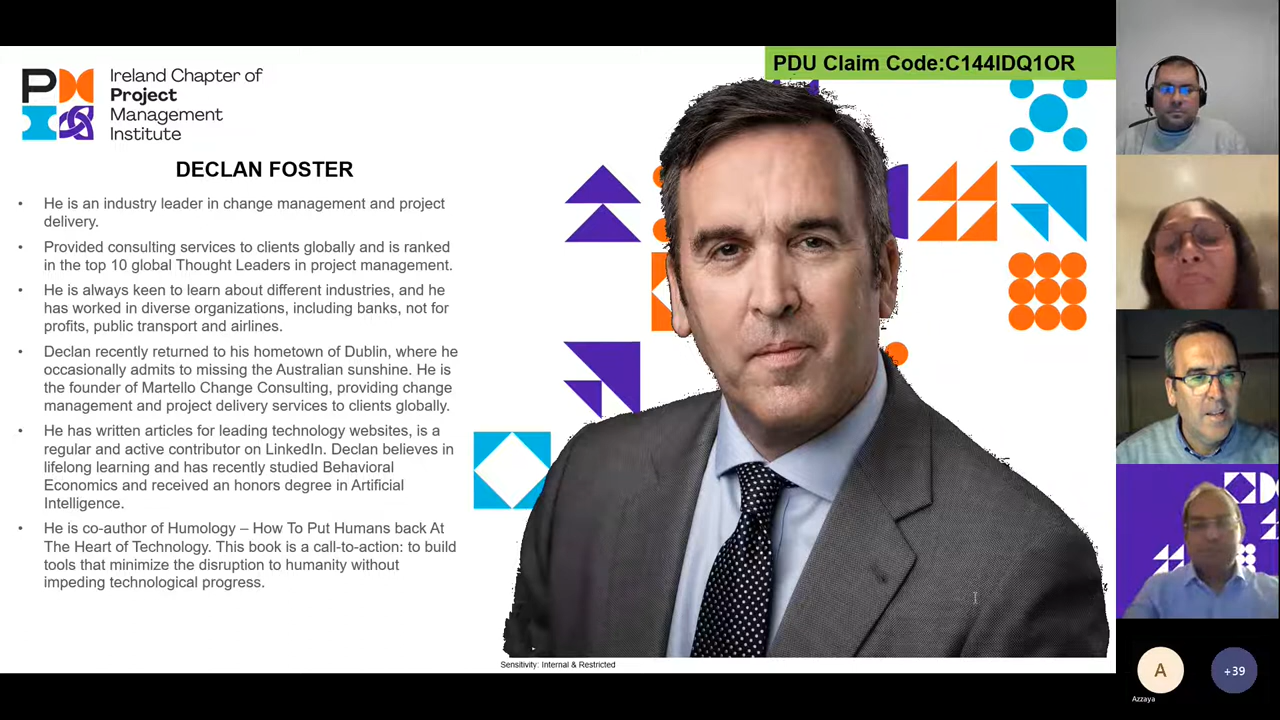 PDU Claim Code:C144IDQ1OR
PM
Ireland Chapter of
Project
Management
Institute
DECLAN FOSTER
• He is an industry leader in change management and project
delivery.
• Provided consulting services to clients globally and is ranked
in the top 10 global Thought Leaders in project management.
• He is always keen to learn about different industries, and he
has worked in diverse organizations, including banks, not for
profits, public transport and airlines.
• Declan recently returned to his hometown of Dublin, where he
occasionally admits to missing the Australian sunshine. He is
the founder of Martello Change Consulting, providing change
management and project delivery services to clients globally.
• He has written articles for leading technology websites, is a
regular and active contributor on LinkedIn. Declan believes in
lifelong learning and has recently studied Behavioral
Economics and received an honors degree in Artificial
Intelligence.
• He is co-author of Humology – How To Put Humans back At
The Heart of Technology. This book is a call-to-action: to build
tools that minimize the disruption to humanity without
impeding technological progress.
Sensitivity: Internal & Restricted
A
Azzaya
+39